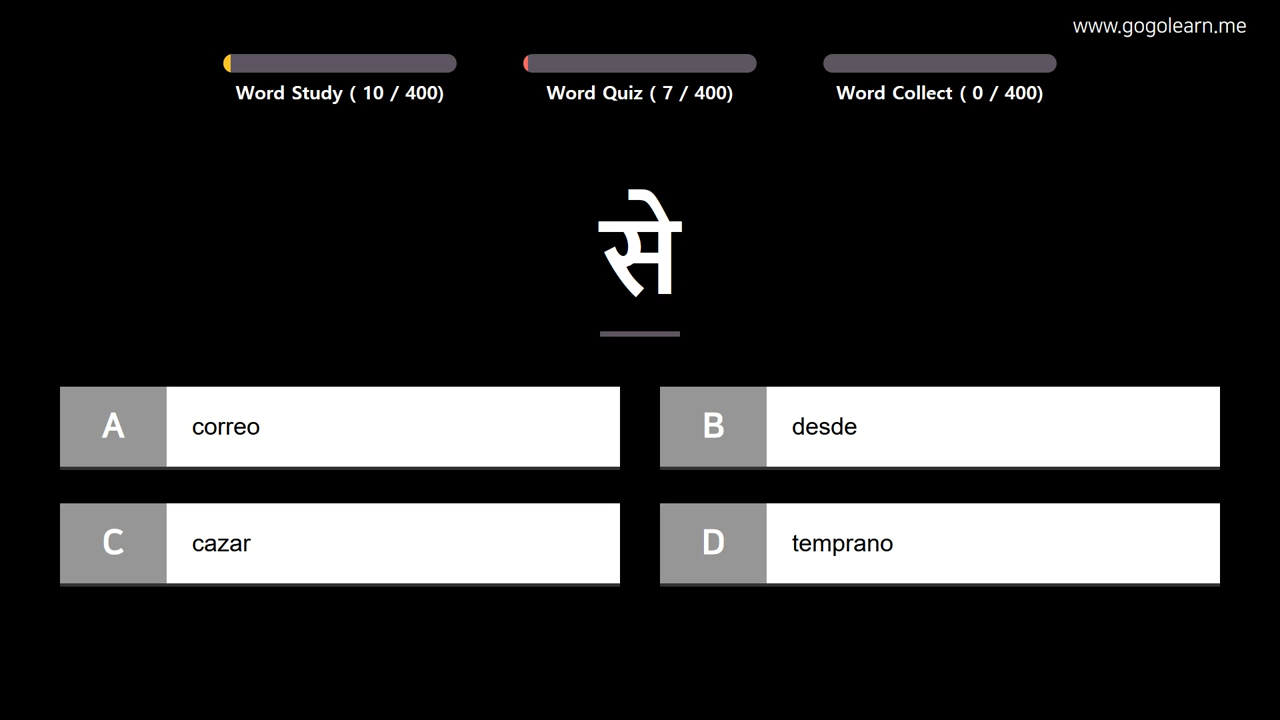 www.gogolearn.me
Word Study ( 10 / 400)
Word Quiz ( 7 / 400)
Word Collect ( 0 / 400)
से
A correo
B desde
C cazar
D temprano